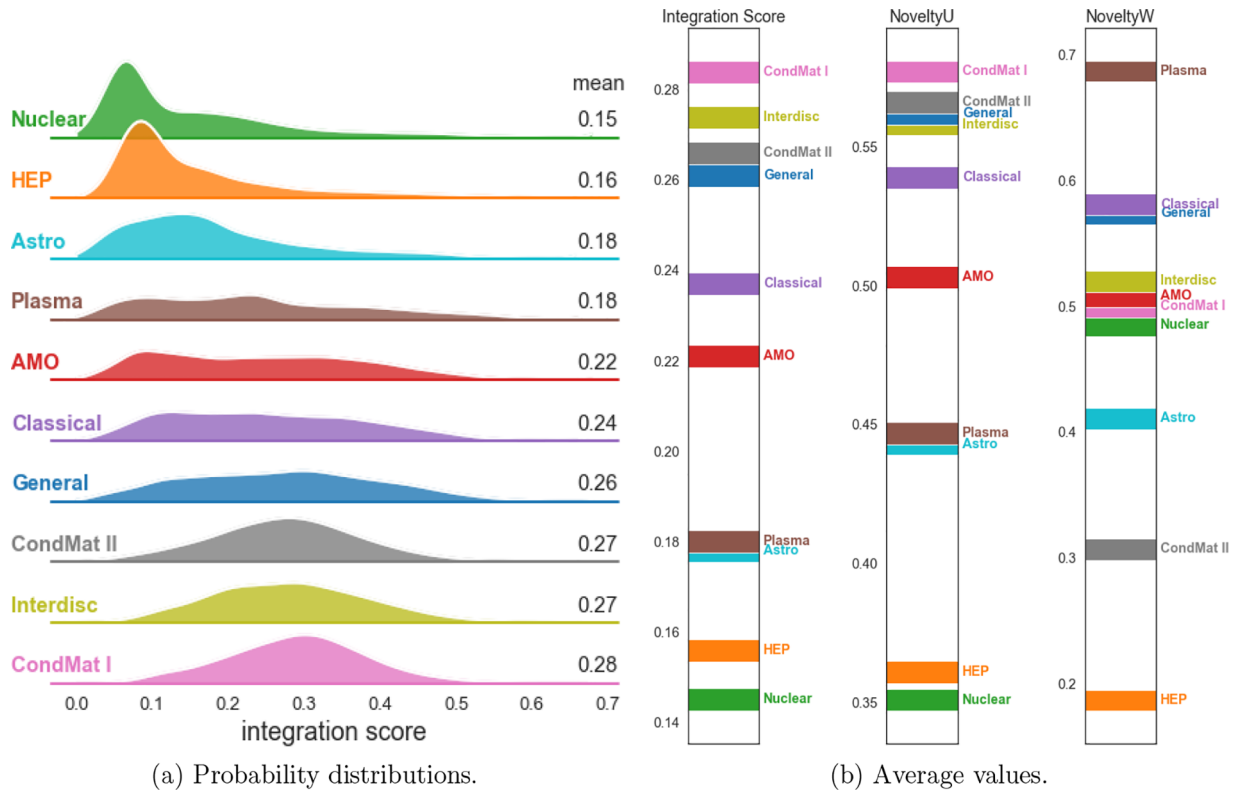 mean
Nuclear 0.15
HEP 0.16
Astro 0.18
Plasma 0.18
AMO 0.22
Classical 0.24
General 0.26
CondMat II 0.27
Interdisc 0.27
CondMat I 0.28
0.0 0.1 0.2 0.3 0.4 0.5 0.6 0.7
integration score
(a) Probability distributions.
Integration Score
0.28
0.26
0.24
0.22
0.20
0.18
0.16
0.14
CondMat I
Interdisc
CondMat II
General
Classical
AMO
Plasma
Astro
HEP
Nuclear
NoveltyU
0.55
0.50
0.45
0.40
0.35
CondMat I
CondMat II
General
Interdisc
Classical
AMO
Plasma
Astro
HEP
Nuclear
NoveltyW
0.7
0.6
0.5
0.4
0.3
0.2
Plasma
Classical
General
Interdisc
AMO
CondMat I
Nuclear
Astro
CondMat II
HEP
(b) Average values.